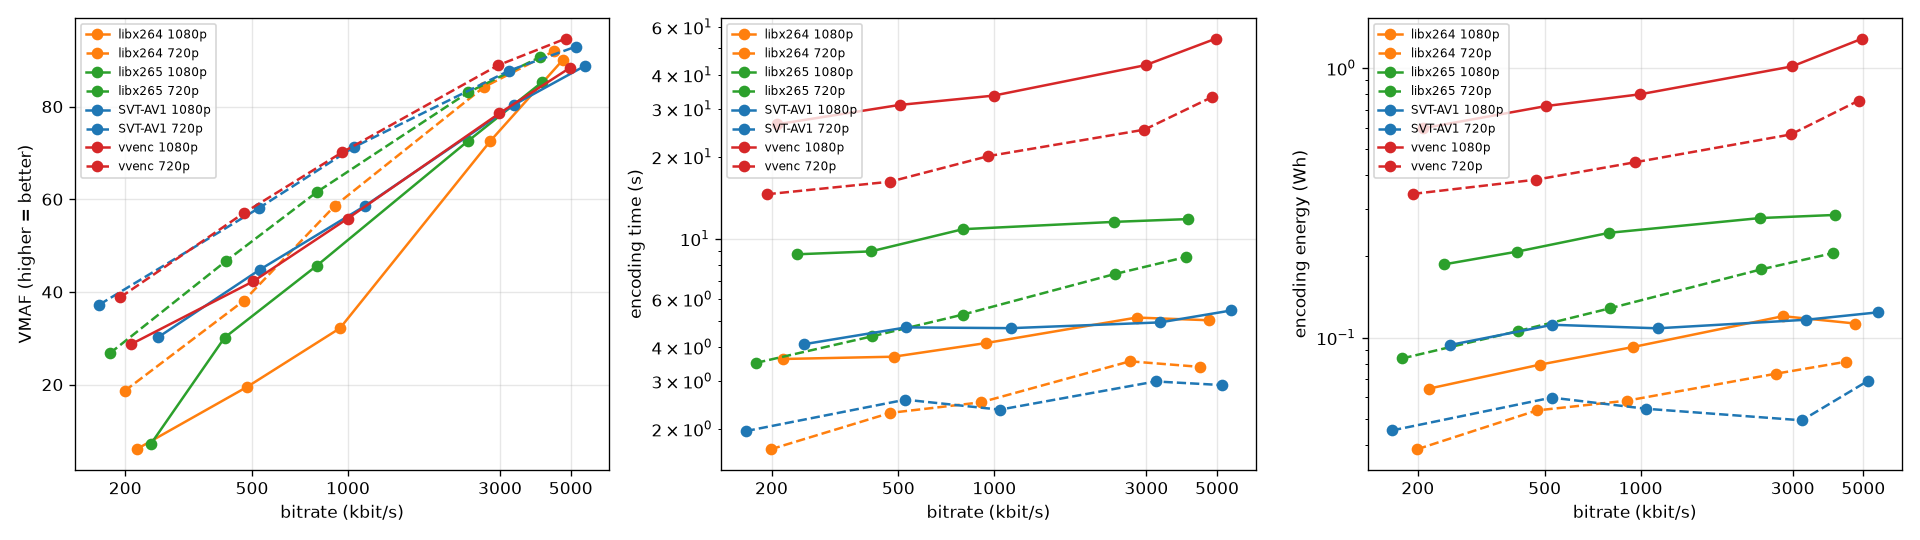 VMAF (higher = better)
80
60
40
20
libx264 1080p
libx264 720p
libx265 1080p
libx265 720p
SVT-AV1 1080p
SVT-AV1 720p
vvenc 1080p
vvenc 720p
200 500 1000 3000 5000
bitrate (kbit/s)
encoding time (s)
6 × 10¹
4 × 10¹
3 × 10¹
2 × 10¹
10¹
6 × 10⁰
4 × 10⁰
3 × 10⁰
2 × 10⁰
libx264 1080p
libx264 720p
libx265 1080p
libx265 720p
SVT-AV1 1080p
SVT-AV1 720p
vvenc 1080p
vvenc 720p
200 500 1000 3000 5000
bitrate (kbit/s)
encoding energy (Wh)
10⁰
10⁻¹
libx264 1080p
libx264 720p
libx265 1080p
libx265 720p
SVT-AV1 1080p
SVT-AV1 720p
vvenc 1080p
vvenc 720p
200 500 1000 3000 5000
bitrate (kbit/s)